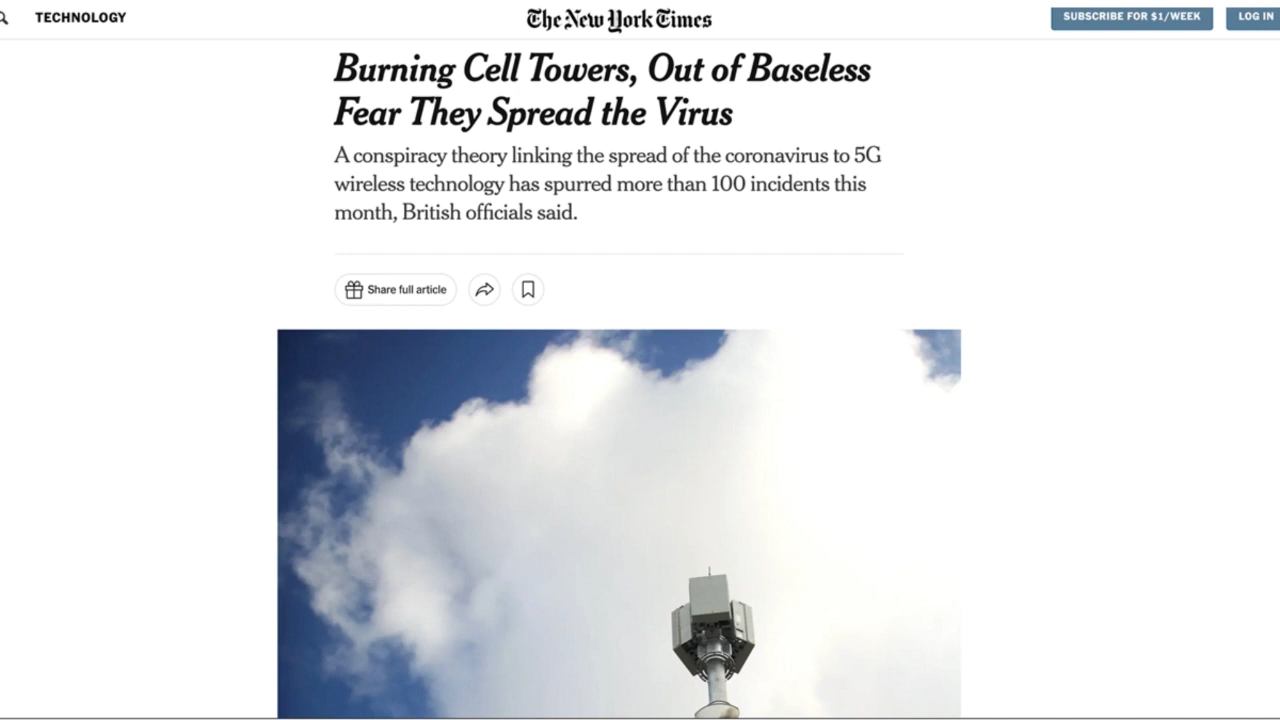 TECHNOLOGY
The New York Times
SUBSCRIBE FOR $1/WEEK
LOG IN
Burning Cell Towers, Out of Baseless
Fear They Spread the Virus
A conspiracy theory linking the spread of the coronavirus to 5G
wireless technology has spurred more than 100 incidents this
month, British officials said.
Share full article